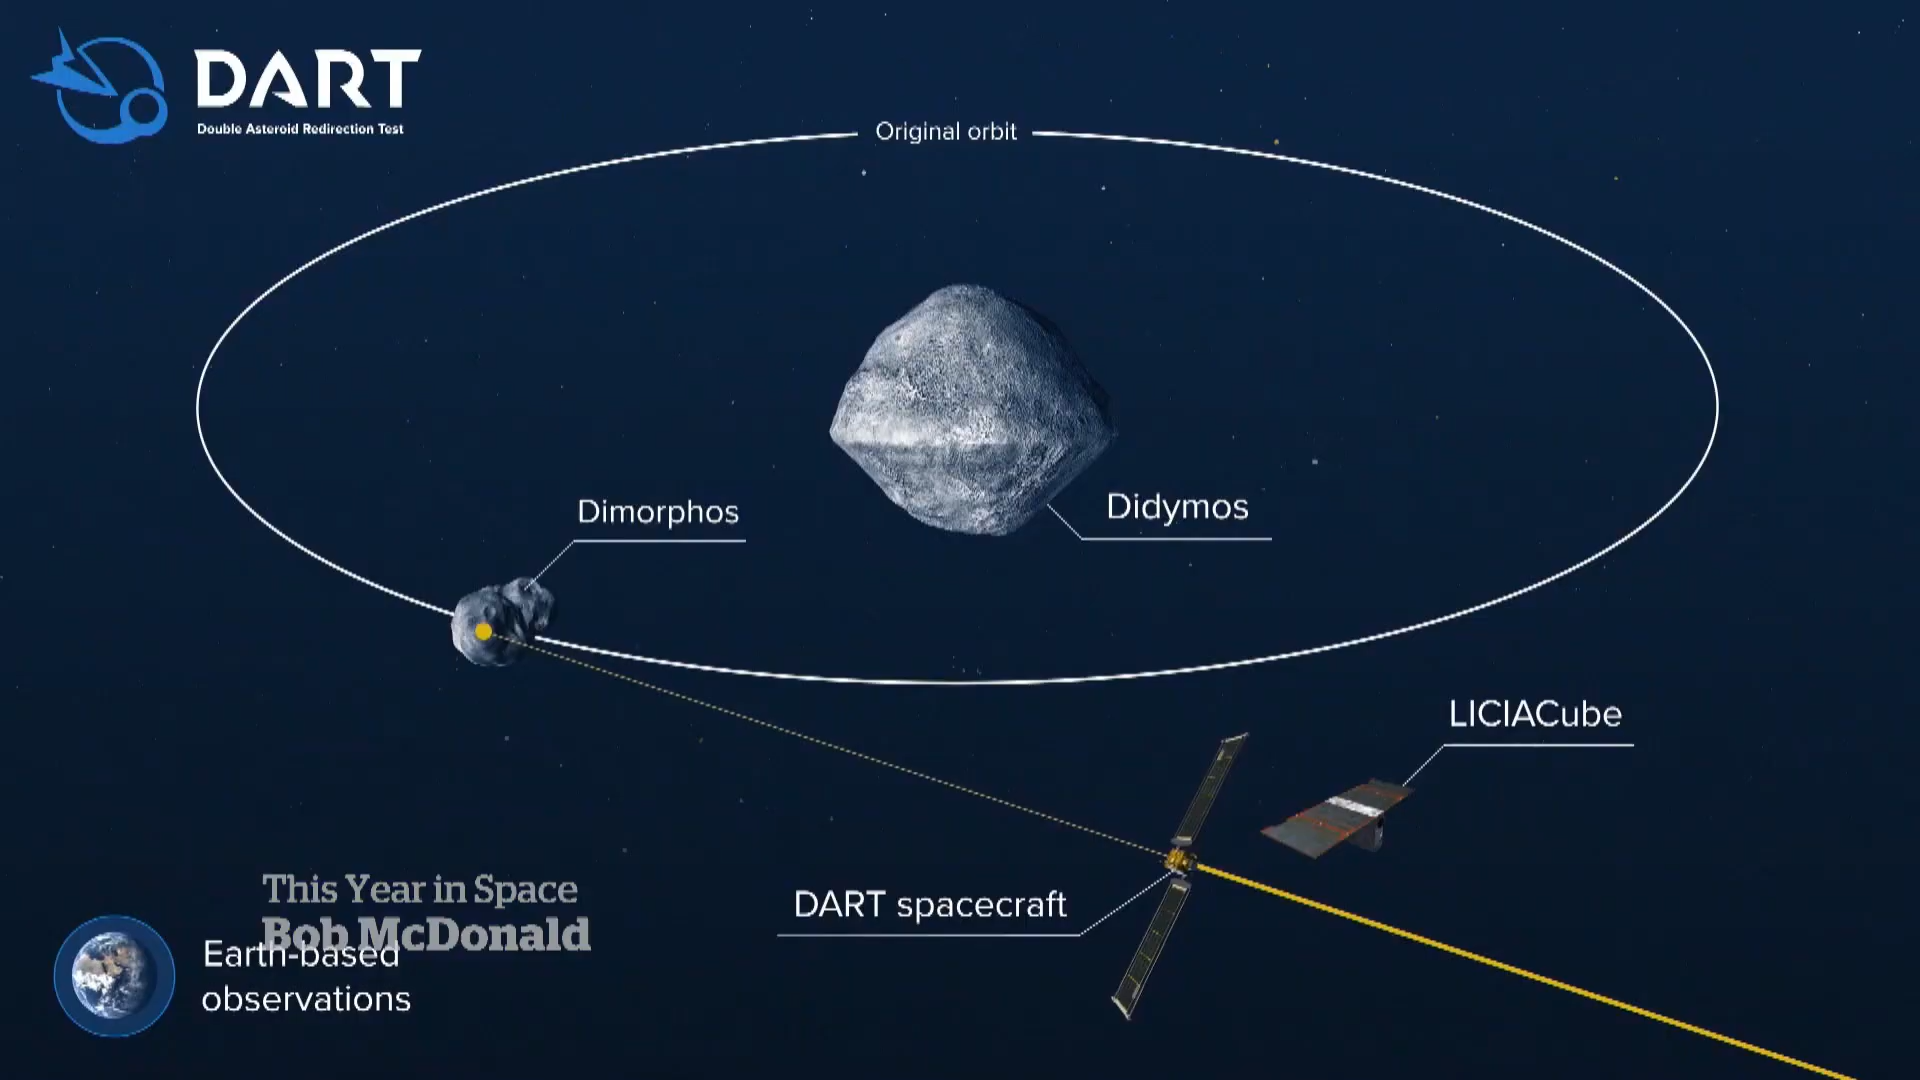 DART
Double Asteroid Redirection Test
Original orbit
Dimorphos
Didymos
LICIACube
DART spacecraft
This Year in Space
Bob McDonald
Earth-based
observations